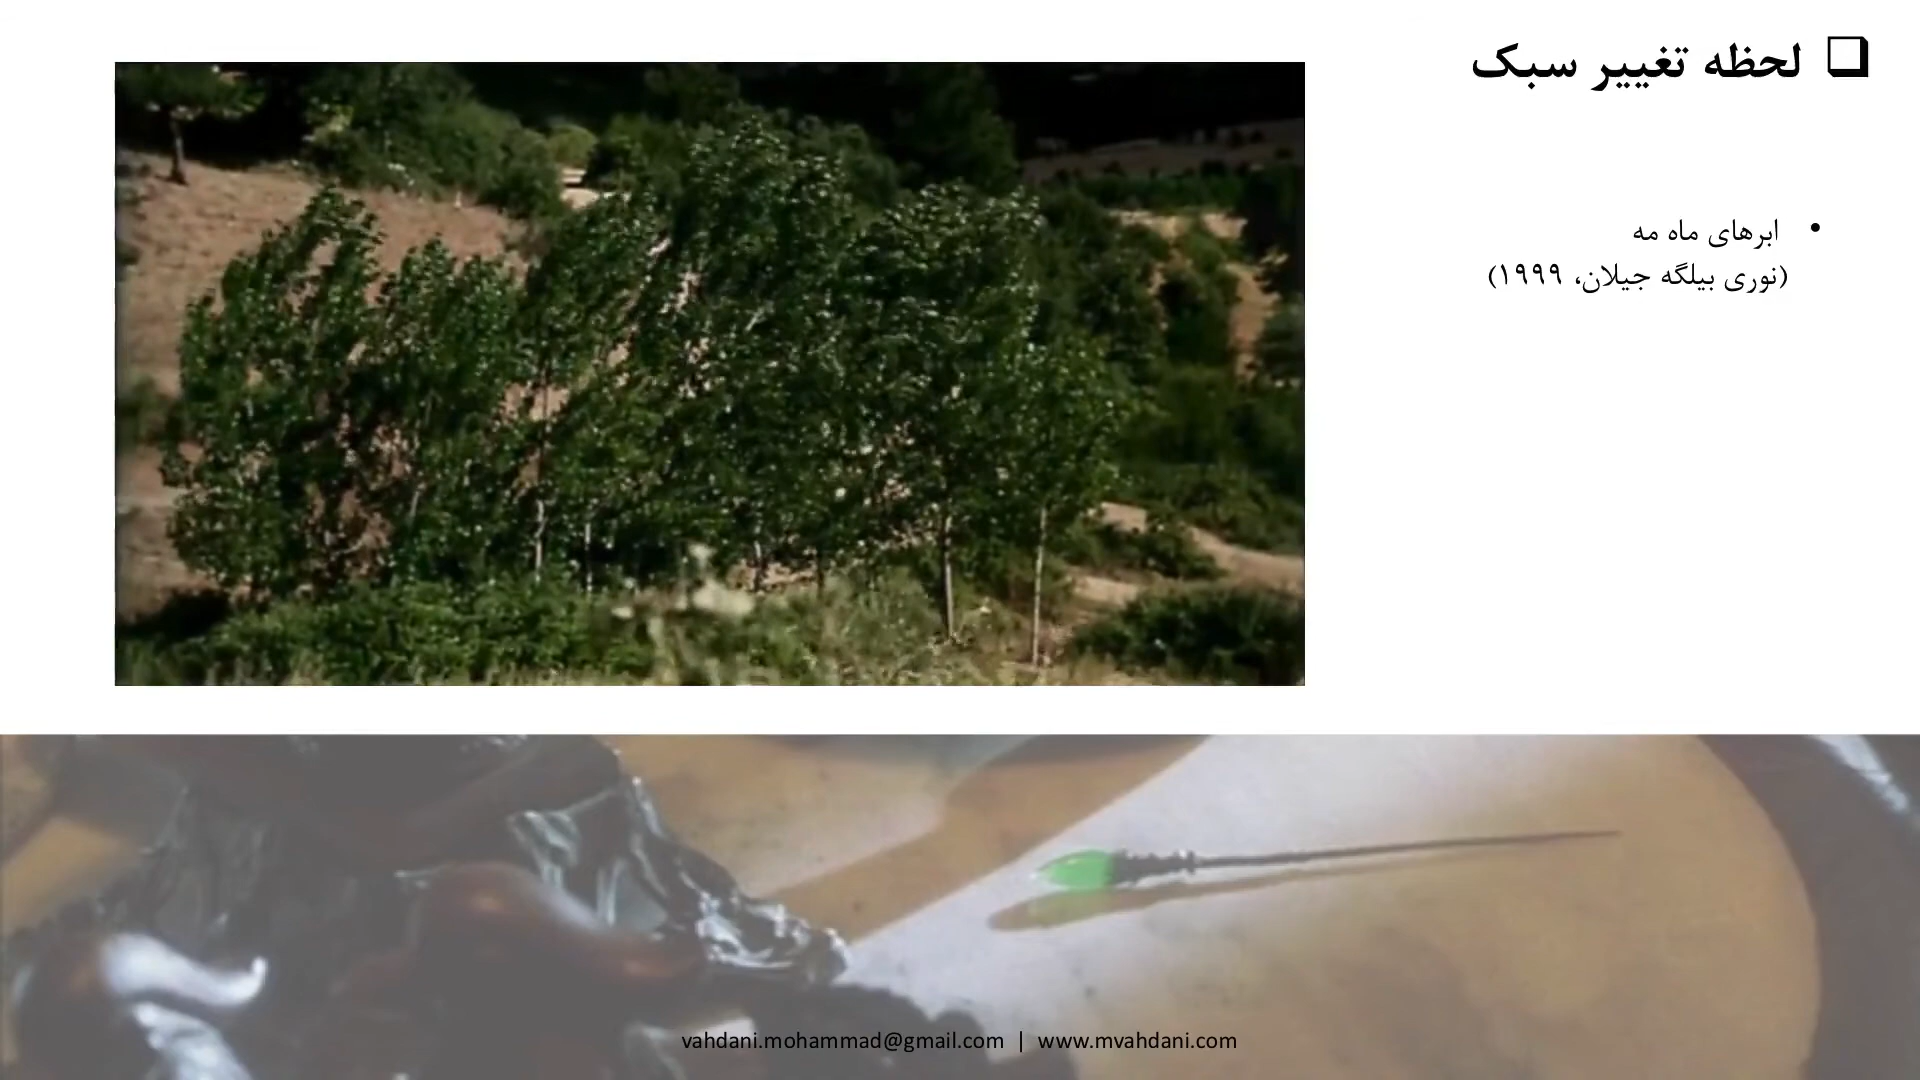 ❑ لحظه تغییر سبک
• ابرهای ماه مه
(نوری بیلگه جیلان، ۱۹۹۹)
vahdani.mohammad@gmail.com | www.mvahdani.com